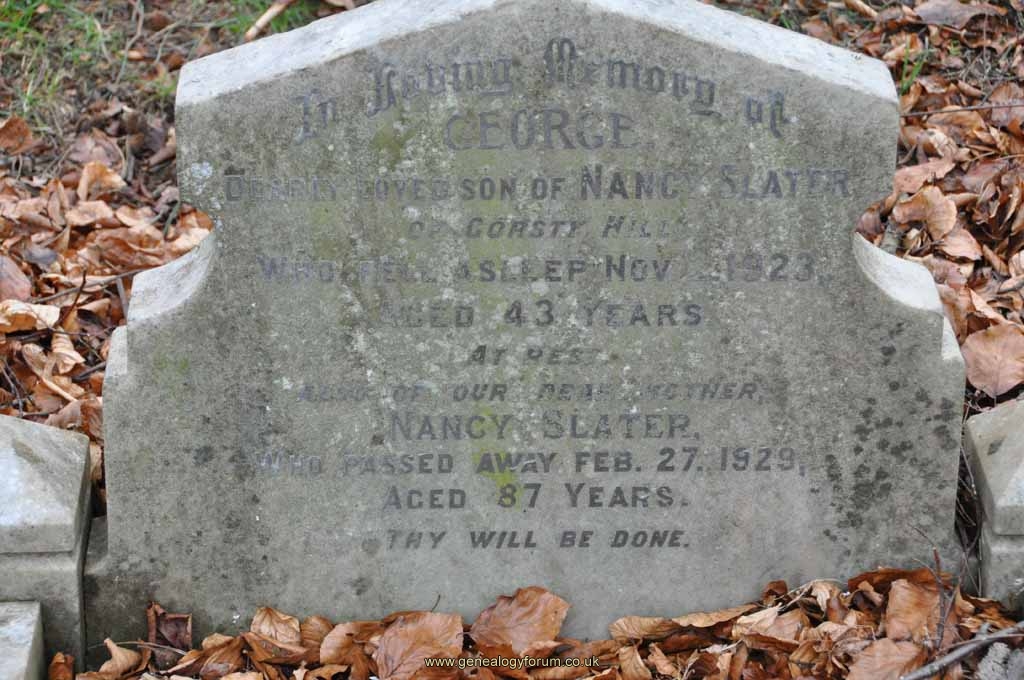 In Loving Memory of
GEORGE.
DEARLY LOVED SON OF NANCY SLATER
OF GORSTY HILL
WHO FELL ASLEEP NOV 1923,
AGED 43 YEARS
AT REST.
ALSO OF OUR DEAR MOTHER,
NANCY SLATER,
WHO PASSED AWAY FEB. 27. 1929,
AGED 87 YEARS.
THY WILL BE DONE.
www.genealogyforum.co.uk